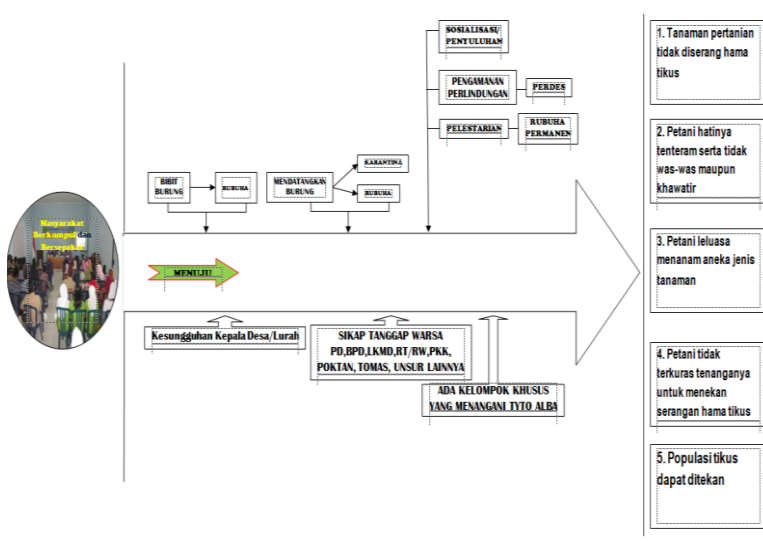 SOSIALISASI/
PENYULUHAN
PENGAMANAN
PERLINDUNGAN
PERDES
PELESTARIAN
RUBUHA
PERMANEN
BIBIT
BURUNG
RUBUHA
MENDATANGKAN
BURUNG
KARANTINA
RUBUHA
Masyarakat
Berkumpul dan
Bersepakat
MENUJU
Kesungguhan Kepala Desa/Lurah
SIKAP TANGGAP WARSA
PD,BPD,LKMD,RT/RW,PKK,
POKTAN, TOMAS, UNSUR LAINNYA
ADA KELOMPOK KHUSUS
YANG MENANGANI TYTO ALBA
1. Tanaman pertanian
tidak diserang hama
tikus
2. Petani hatinya
tenteram serta tidak
was-was maupun
khawatir
3. Petani leluasa
menanam aneka jenis
tanaman
4. Petani tidak
terkuras tenanganya
untuk menekan
serangan hama tikus
5. Populasi tikus
dapat ditekan